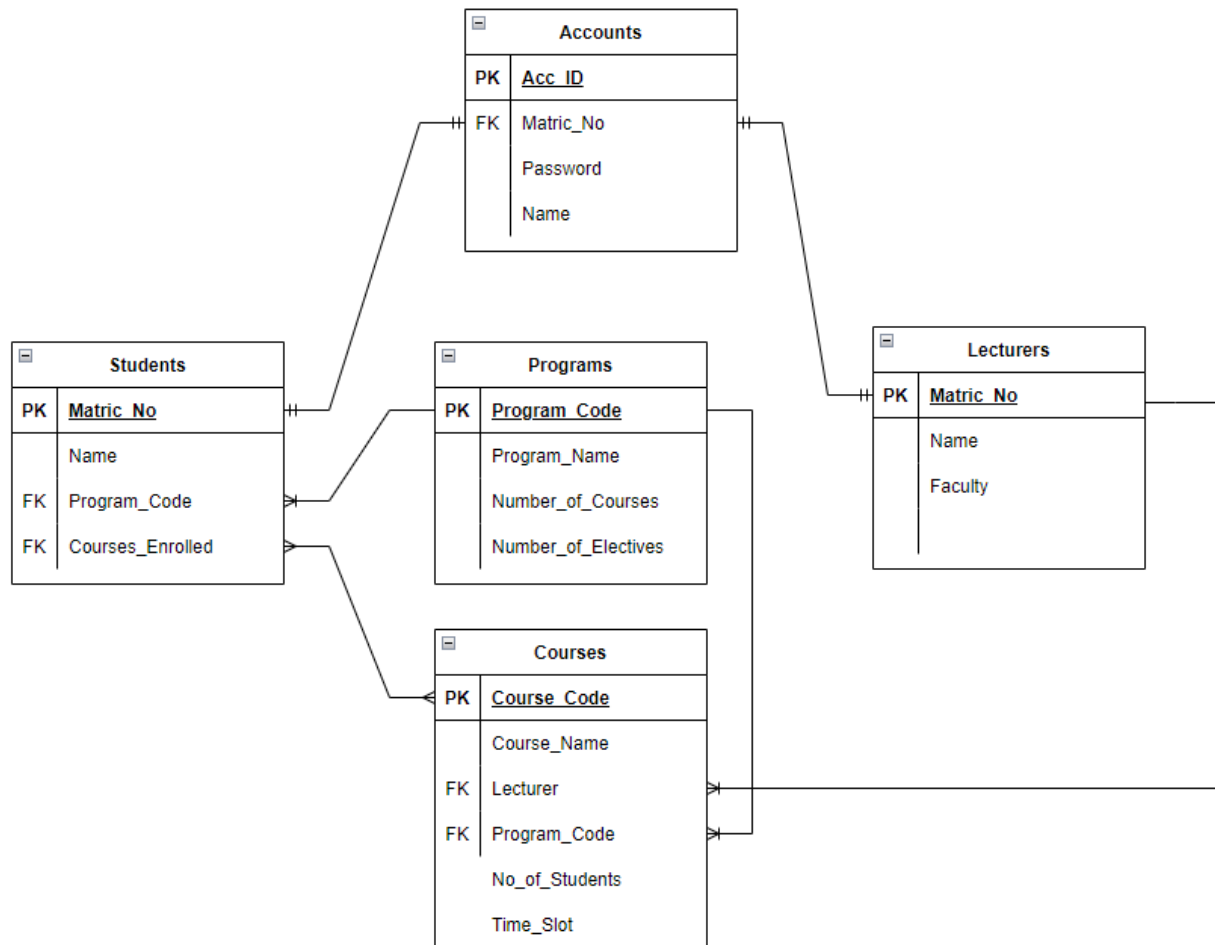 Accounts
PK Acc_ID
FK Matric_No
Password
Name
Students
PK Matric_No
Name
FK Program_Code
FK Courses_Enrolled
Programs
PK Program_Code
Program_Name
Number_of_Courses
Number_of_Electives
Lecturers
PK Matric_No
Name
Faculty
Courses
PK Course_Code
Course_Name
FK Lecturer
FK Program_Code
No_of_Students
Time_Slot